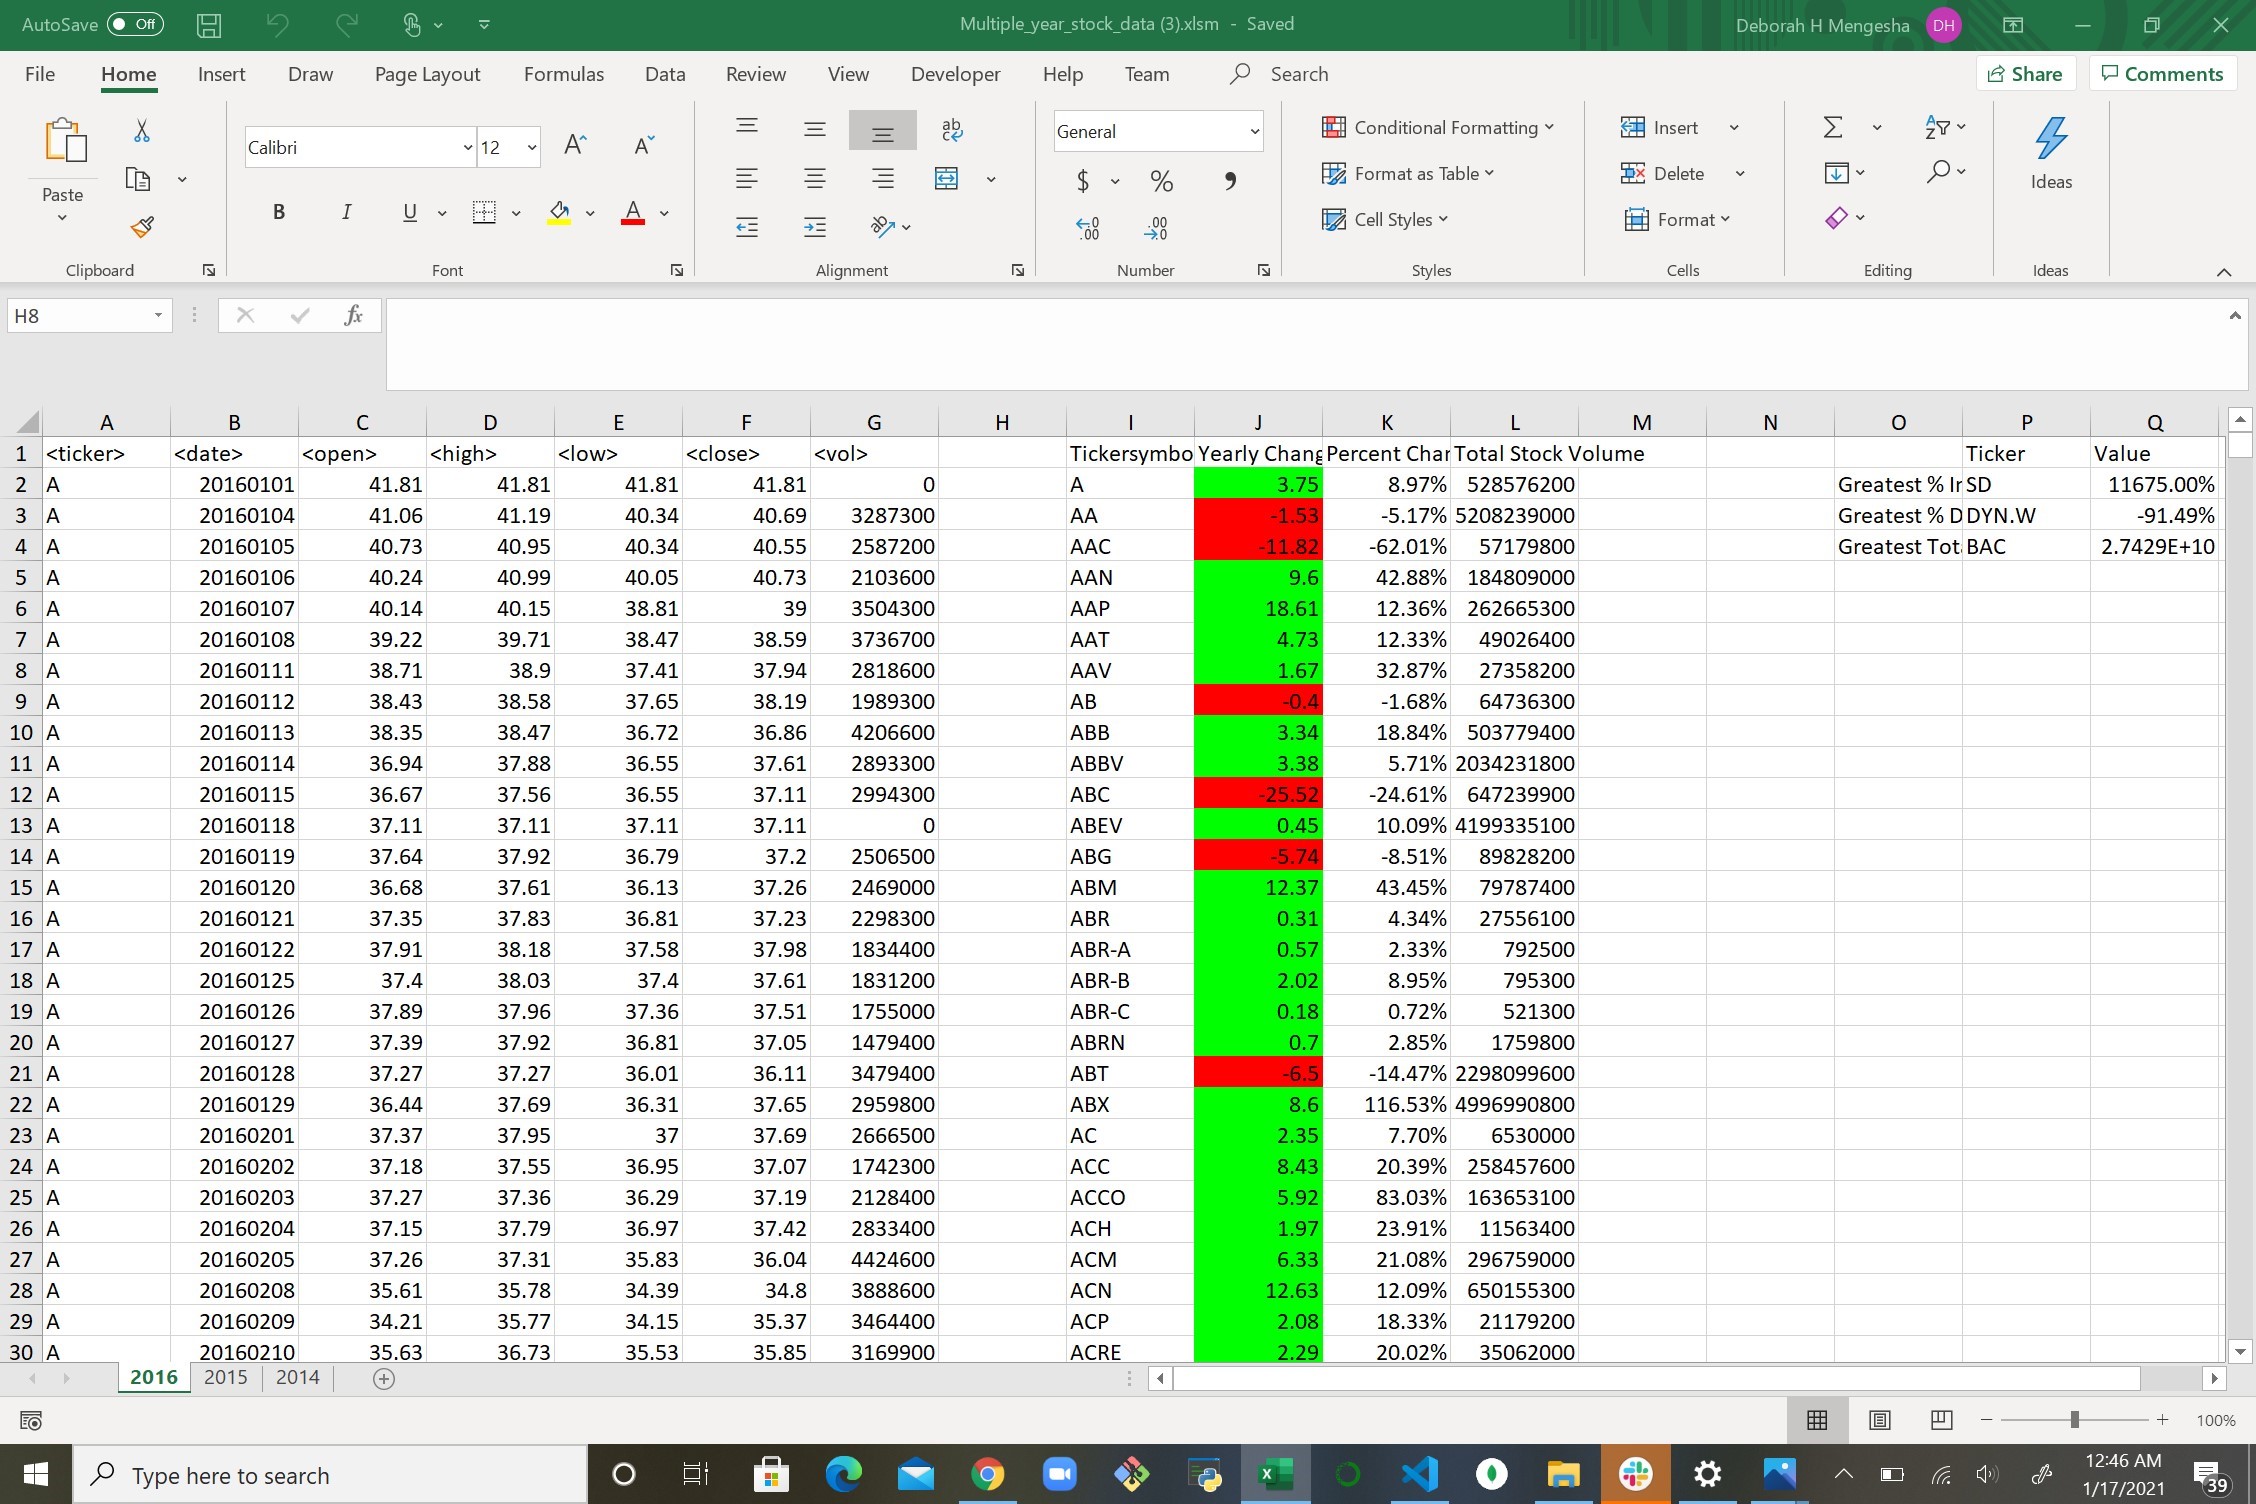 AutoSave Off Multiple_year_stock_data (3).xlsm - Saved Deborah H Mengesha DH
File Home Insert Draw Page Layout Formulas Data Review View Developer Help Team Search Share Comments
Paste
Calibri 12
B I U A
ab
General
$ % ,
Conditional Formatting
Format as Table
Cell Styles
Insert
Delete
Format
Ideas
Clipboard Font Alignment Number Styles Cells Editing Ideas
H8 fx
A B C D E F G H I J K L M N O P Q
1 <ticker> <date> <open> <high> <low> <close> <vol> Tickersymbo Yearly Chang Percent Char Total Stock Volume Ticker Value
2 A 20160101 41.81 41.81 41.81 41.81 0 A 3.75 8.97% 528576200 Greatest % Ir SD 11675.00%
3 A 20160104 41.06 41.19 40.34 40.69 3287300 AA -1.53 -5.17% 5208239000 Greatest % D DYN.W -91.49%
4 A 20160105 40.73 40.95 40.34 40.55 2587200 AAC -11.82 -62.01% 57179800 Greatest Tot BAC 2.7429E+10
5 A 20160106 40.24 40.99 40.05 40.73 2103600 AAN 9.6 42.88% 184809000
6 A 20160107 40.14 40.15 38.81 39 3504300 AAP 18.61 12.36% 262665300
7 A 20160108 39.22 39.71 38.47 38.59 3736700 AAT 4.73 12.33% 49026400
8 A 20160111 38.71 38.9 37.41 37.94 2818600 AAV 1.67 32.87% 27358200
9 A 20160112 38.43 38.58 37.65 38.19 1989300 AB -0.4 -1.68% 64736300
10 A 20160113 38.35 38.47 36.72 36.86 4206600 ABB 3.34 18.84% 503779400
11 A 20160114 36.94 37.88 36.55 37.61 2893300 ABBV 3.38 5.71% 2034231800
12 A 20160115 36.67 37.56 36.55 37.11 2994300 ABC -25.52 -24.61% 647239900
13 A 20160118 37.11 37.11 37.11 37.11 0 ABEV 0.45 10.09% 4199335100
14 A 20160119 37.64 37.92 36.79 37.2 2506500 ABG -5.74 -8.51% 89828200
15 A 20160120 36.68 37.61 36.13 37.26 2469000 ABM 12.37 43.45% 79787400
16 A 20160121 37.35 37.83 36.81 37.23 2298300 ABR 0.31 4.34% 27556100
17 A 20160122 37.91 38.18 37.58 37.98 1834400 ABR-A 0.57 2.33% 792500
18 A 20160125 37.4 38.03 37.4 37.61 1831200 ABR-B 2.02 8.95% 795300
19 A 20160126 37.89 37.96 37.36 37.51 1755000 ABR-C 0.18 0.72% 521300
20 A 20160127 37.39 37.92 36.81 37.05 1479400 ABRN 0.7 2.85% 1759800
21 A 20160128 37.27 37.27 36.01 36.11 3479400 ABT -6.5 -14.47% 2298099600
22 A 20160129 36.44 37.69 36.31 37.65 2959800 ABX 8.6 116.53% 4996990800
23 A 20160201 37.37 37.95 37 37.69 2666500 AC 2.35 7.70% 6530000
24 A 20160202 37.18 37.55 36.95 37.07 1742300 ACC 8.43 20.39% 258457600
25 A 20160203 37.27 37.36 36.29 37.19 2128400 ACCO 5.92 83.03% 163653100
26 A 20160204 37.15 37.79 36.97 37.42 2833400 ACH 1.97 23.91% 11563400
27 A 20160205 37.26 37.31 35.83 36.04 4424600 ACM 6.33 21.08% 296759000
28 A 20160208 35.61 35.78 34.39 34.8 3888600 ACN 12.63 12.09% 650155300
29 A 20160209 34.21 35.77 34.15 35.37 3464400 ACP 2.08 18.33% 21179200
30 A 20160210 35.63 36.73 35.53 35.85 3169900 ACRE 2.29 20.02% 35062000
2016 2015 2014
100%
Type here to search
12:46 AM
1/17/2021
39